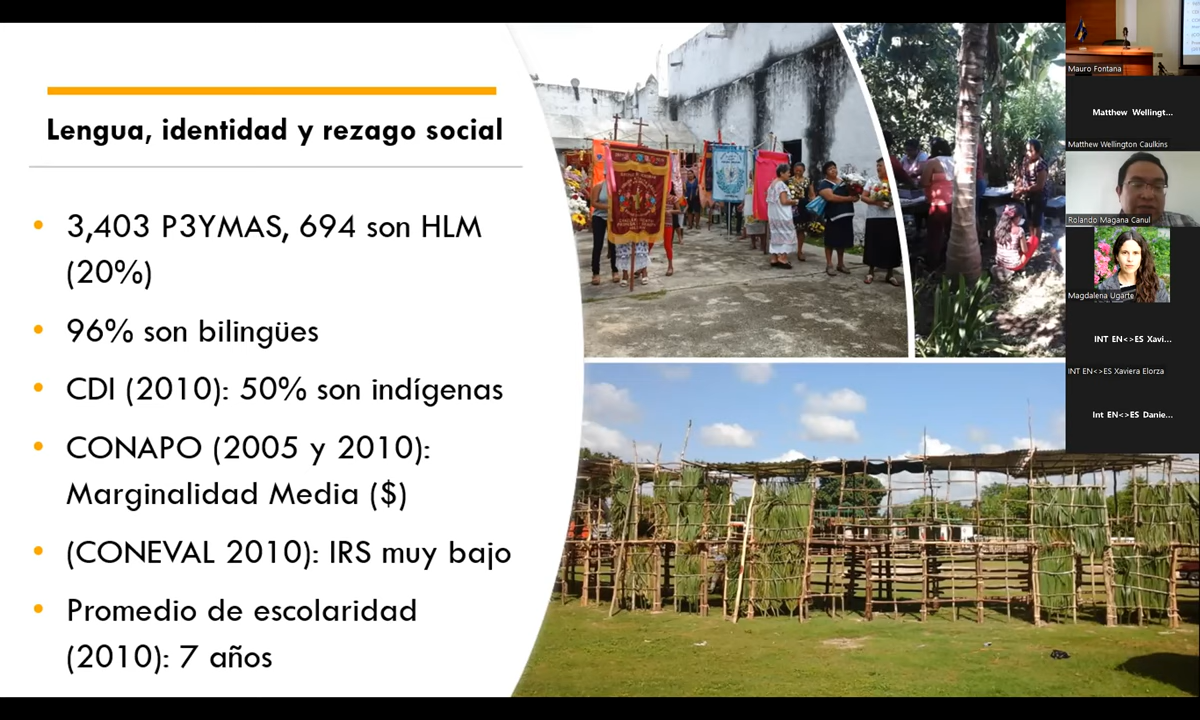 Lengua, identidad y rezago social
3,403 P3YMAS, 694 son HLM
(20%)
96% son bilingües
CDI (2010): 50% son indígenas
CONAPO (2005 y 2010):
Marginalidad Media ($)
(CONEVAL 2010): IRS muy bajo
Promedio de escolaridad
(2010): 7 años
Mauro Fontana
Matthew Wellingt...
Matthew Wellington Caulkins
Rolando Magana Canul
Magdalena Ugarte
INT EN<>ES Xavi...
INT EN<>ES Xaviera Elorza
Int EN<>ES Danie...